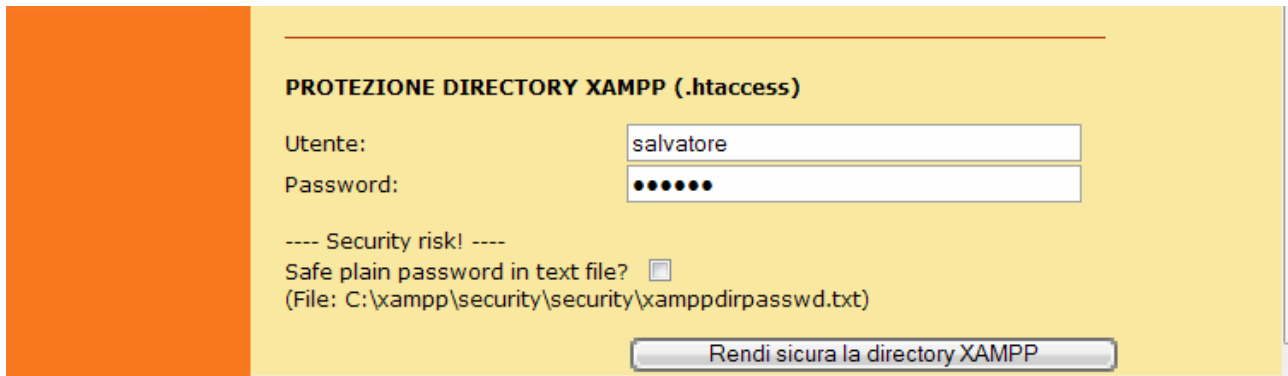 PROTEZIONE DIRECTORY XAMPP (.htaccess)
Utente: salvatore
Password: ●●●●●●
---- Security risk! ----
Safe plain password in text file?
(File: C:\xampp\security\security\xamppdirpasswd.txt)
Rendi sicura la directory XAMPP